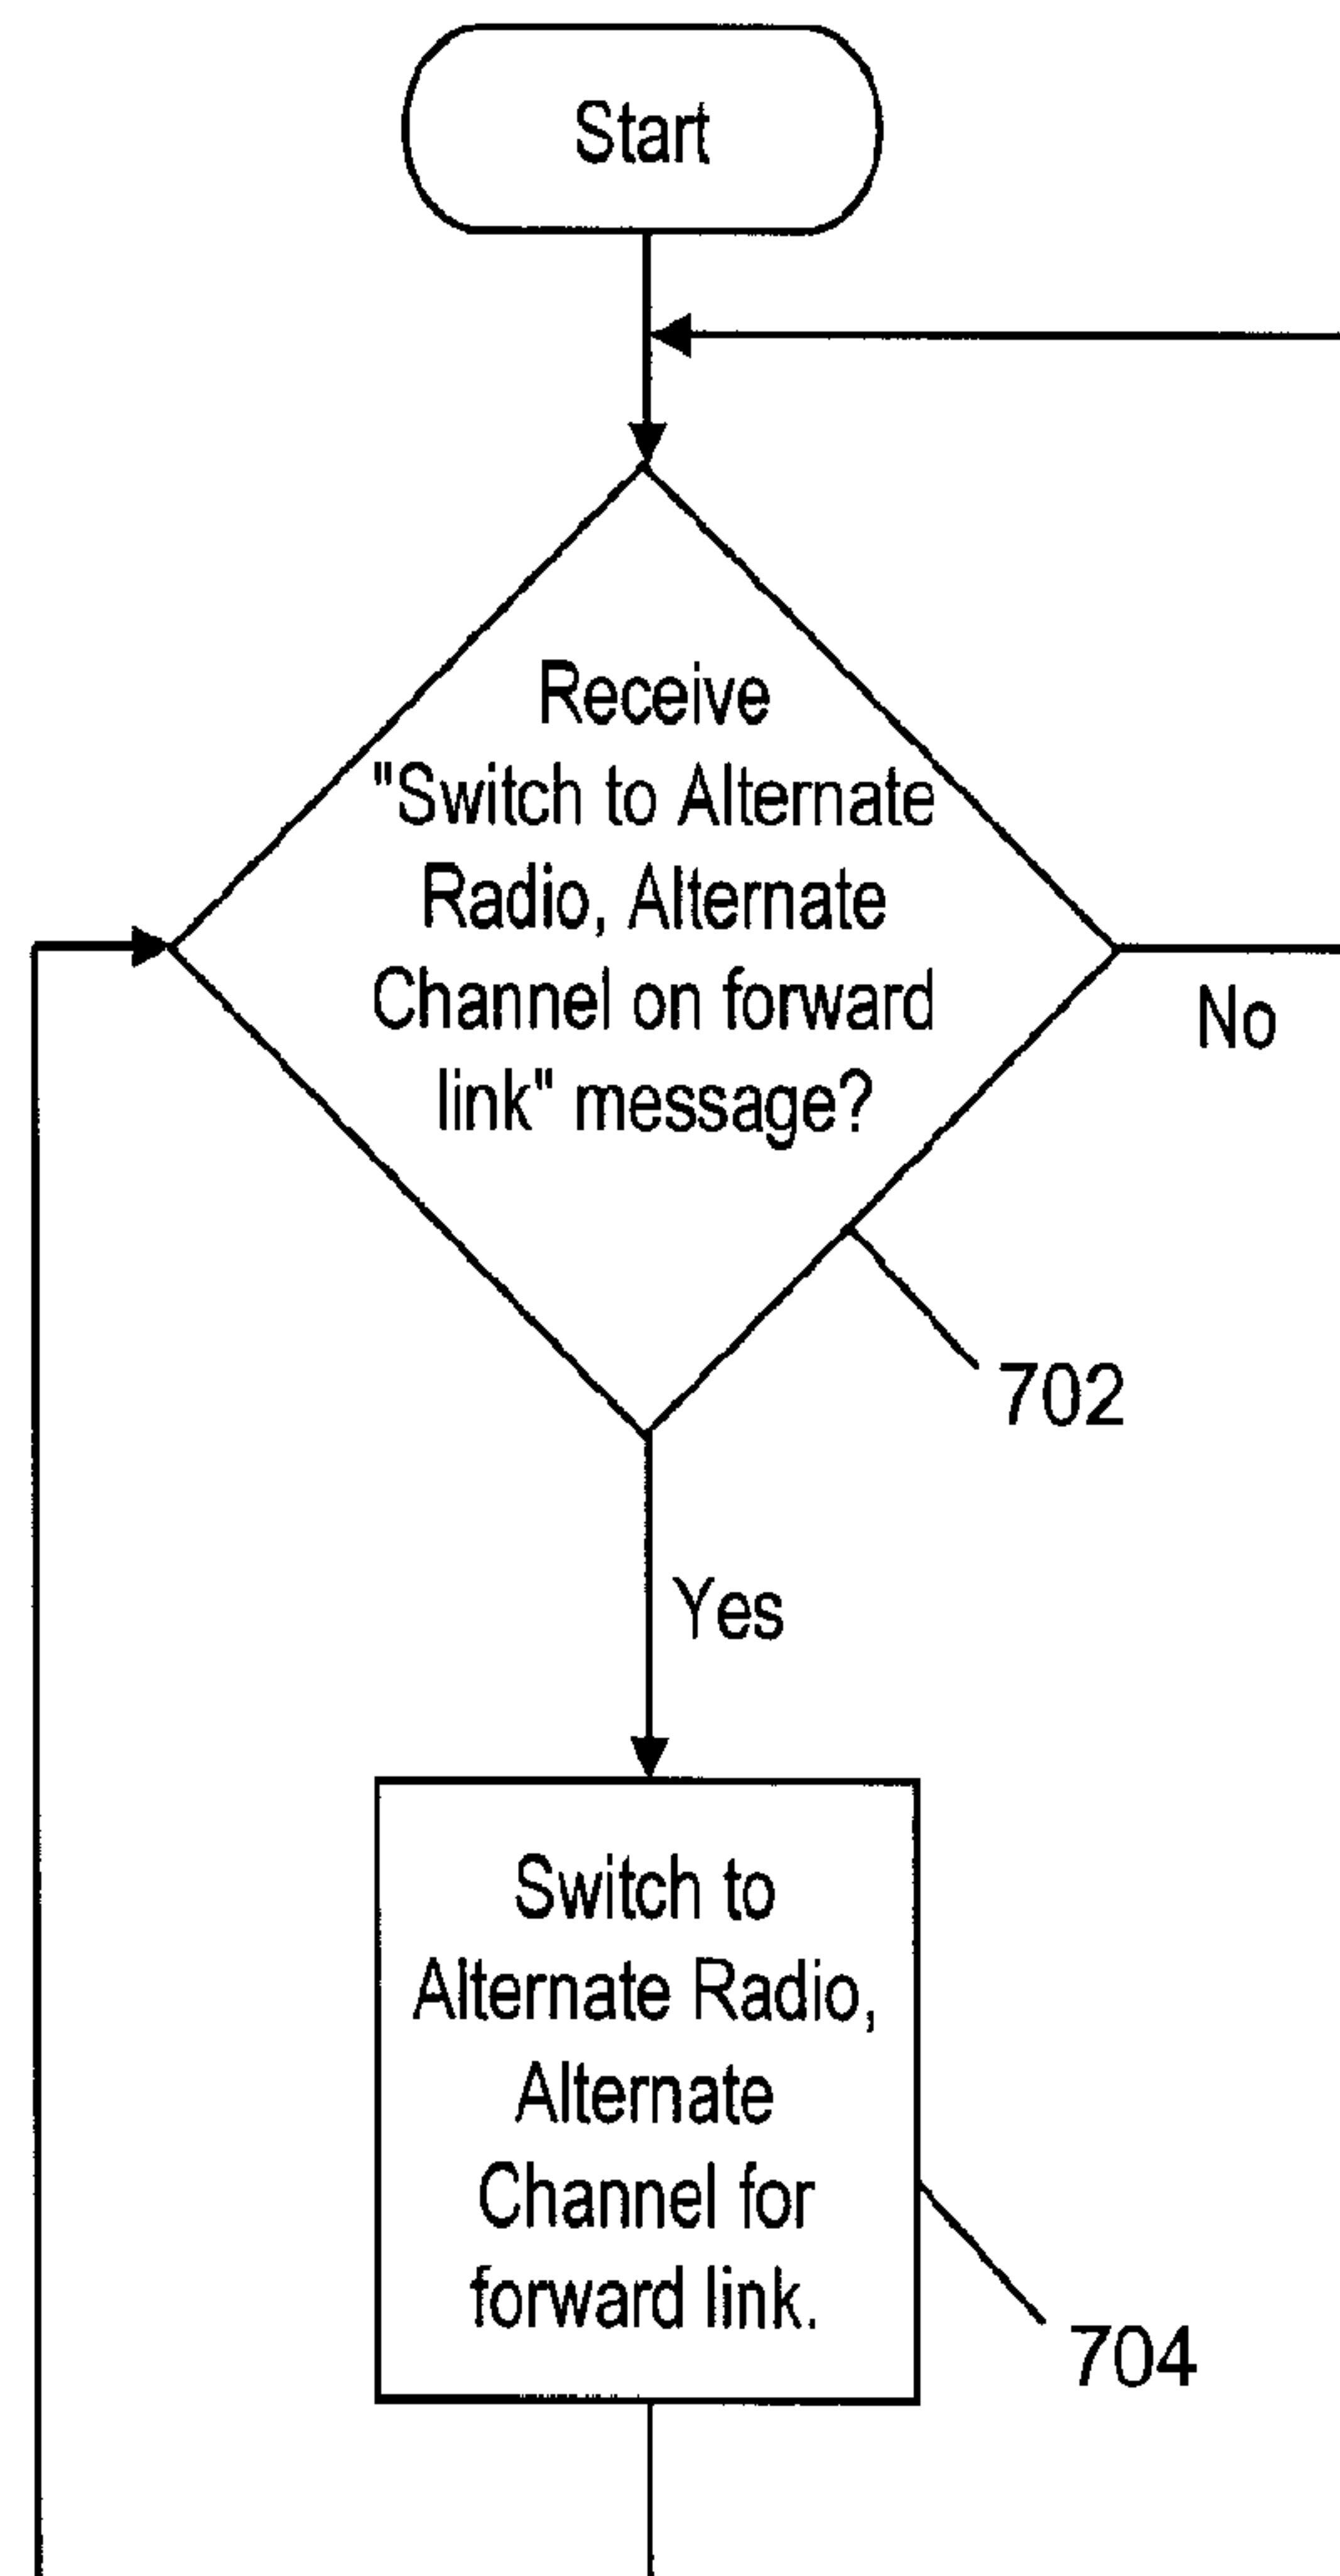 Start
Receive
"Switch to Alternate
Radio, Alternate
Channel on forward
link" message?
No
702
Yes
Switch to
Alternate Radio,
Alternate
Channel for
forward link.
704